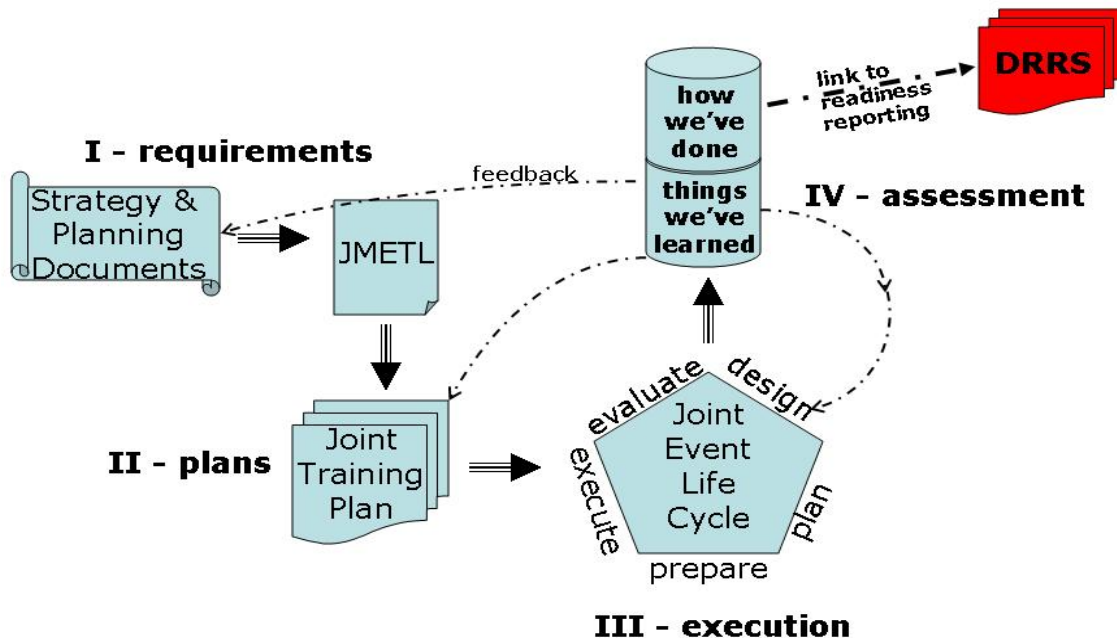 I - requirements
Strategy &
Planning
Documents
JMETL
feedback
how
we've
done
things
we've
learned
link to
readiness
reporting
DRRS
IV - assessment
II - plans
Joint
Training
Plan
evaluate
design
execute
plan
prepare
Joint
Event
Life
Cycle
III - execution